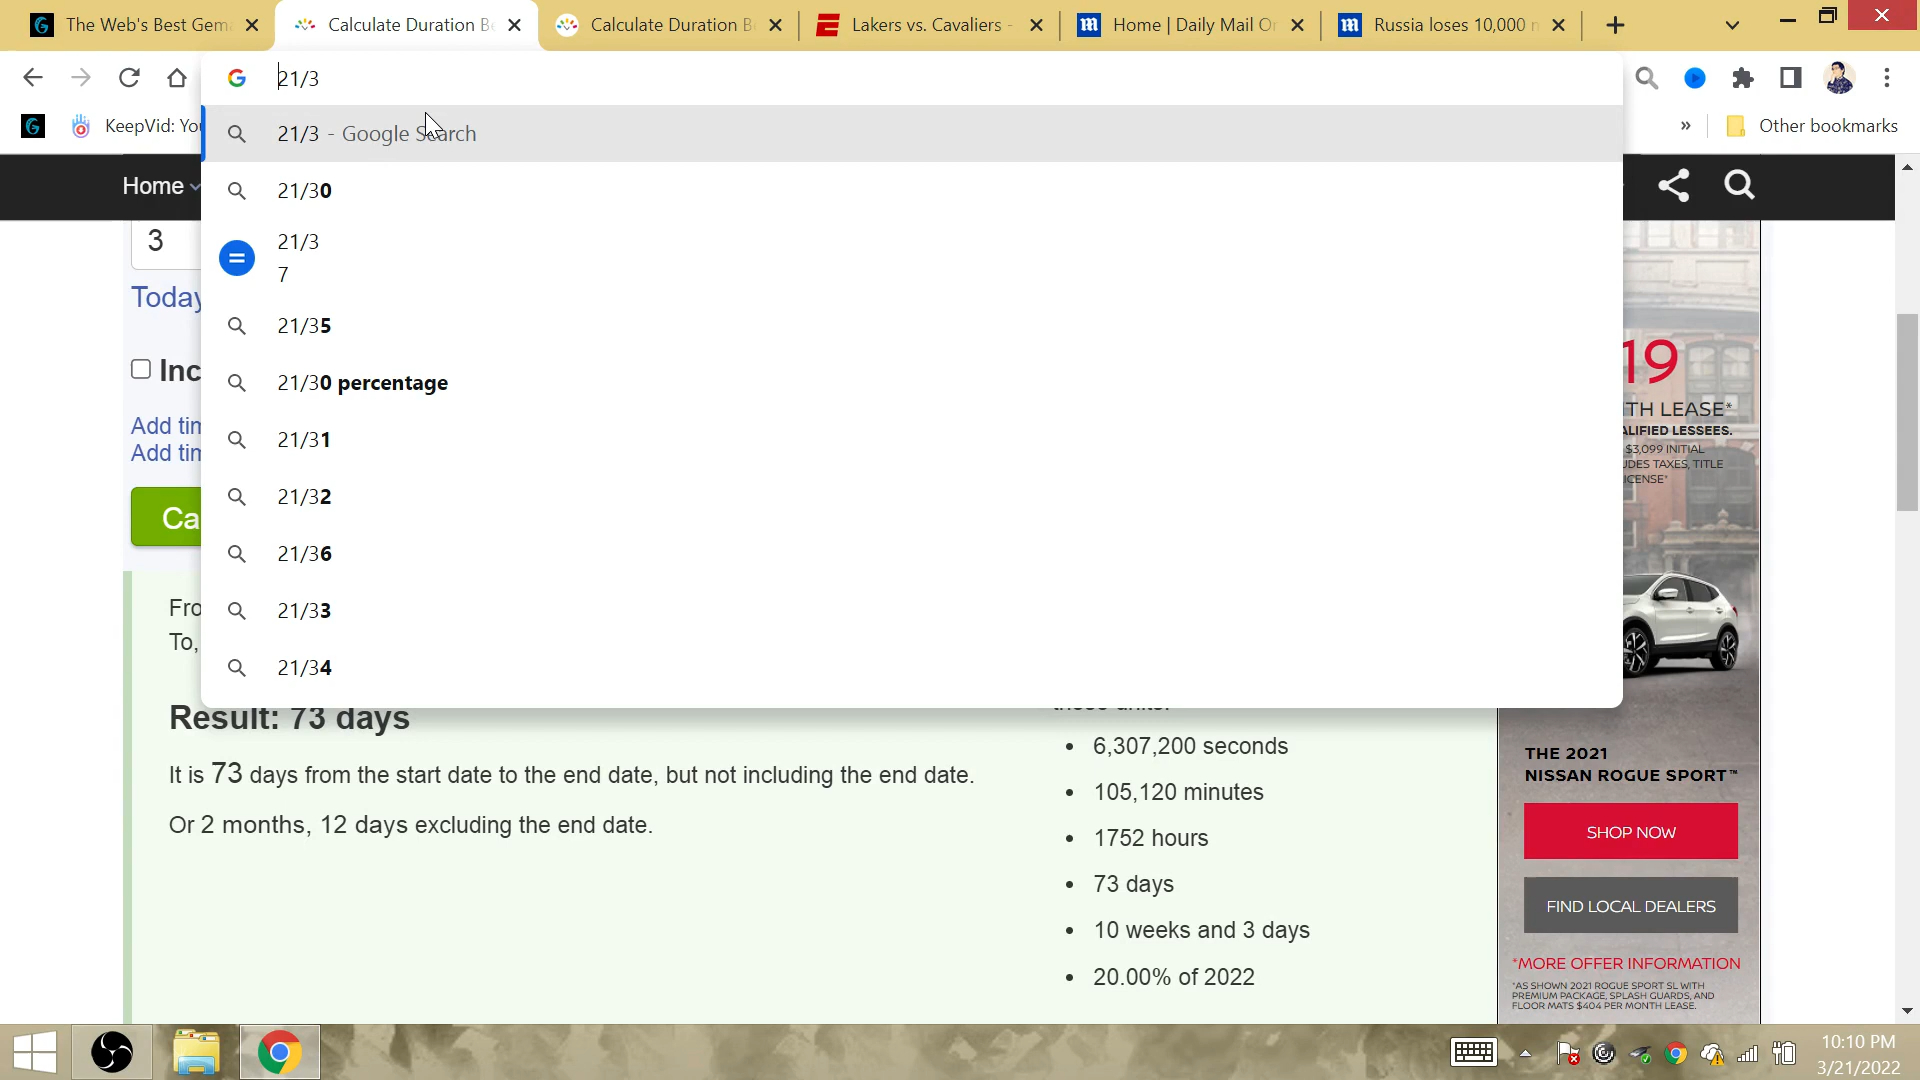 The Web's Best Gem
Calculate Duration B
Calculate Duration B
Lakers vs. Cavaliers -
Home | Daily Mail O
Russia loses 10,000
21/3
KeepVid: Yo
21/3 - Google Search
Other bookmarks
Home
21/30
3
21/3
7
Today
21/35
19
Inc
21/30 percentage
TH LEASE*
ALIFIED LESSEES.
Add tim
21/31
$3,099 INITIAL
Add tim
UDES TAXES, TITLE
ICENSE*
Ca
21/32
21/36
Fro
21/33
To,
21/34
Result: 73 days
these units:
6,307,200 seconds
It is 73 days from the start date to the end date, but not including the end date.
105,120 minutes
Or 2 months, 12 days excluding the end date.
1752 hours
73 days
10 weeks and 3 days
20.00% of 2022
THE 2021
NISSAN ROGUE SPORT™
SHOP NOW
FIND LOCAL DEALERS
*MORE OFFER INFORMATION
*AS SHOWN 2021 ROGUE SPORT SL WITH
PREMIUM PACKAGE, SPLASH GUARDS, AND
FLOOR MATS $404 PER MONTH LEASE.
10:10 PM
3/21/2022